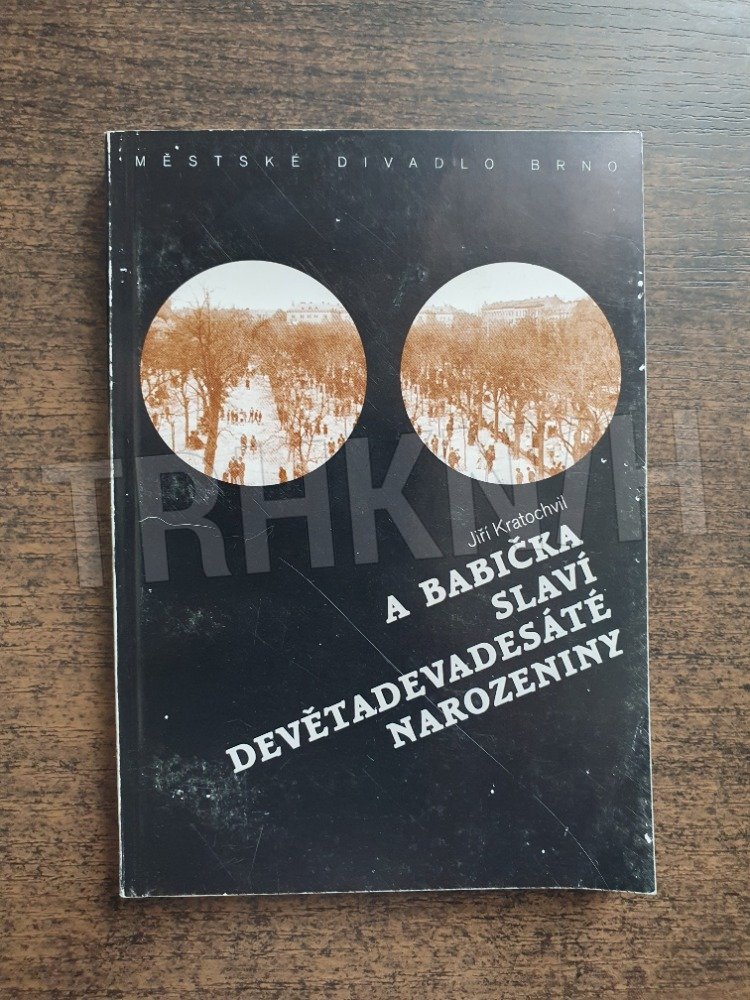 MĚSTSKÉ DIVADLO BRNO
TRHKNIH
Jiří Kratochvil
A BABIČKA
SLAVÍ
DEVĚTADEVADESÁTÉ
NAROZENINY